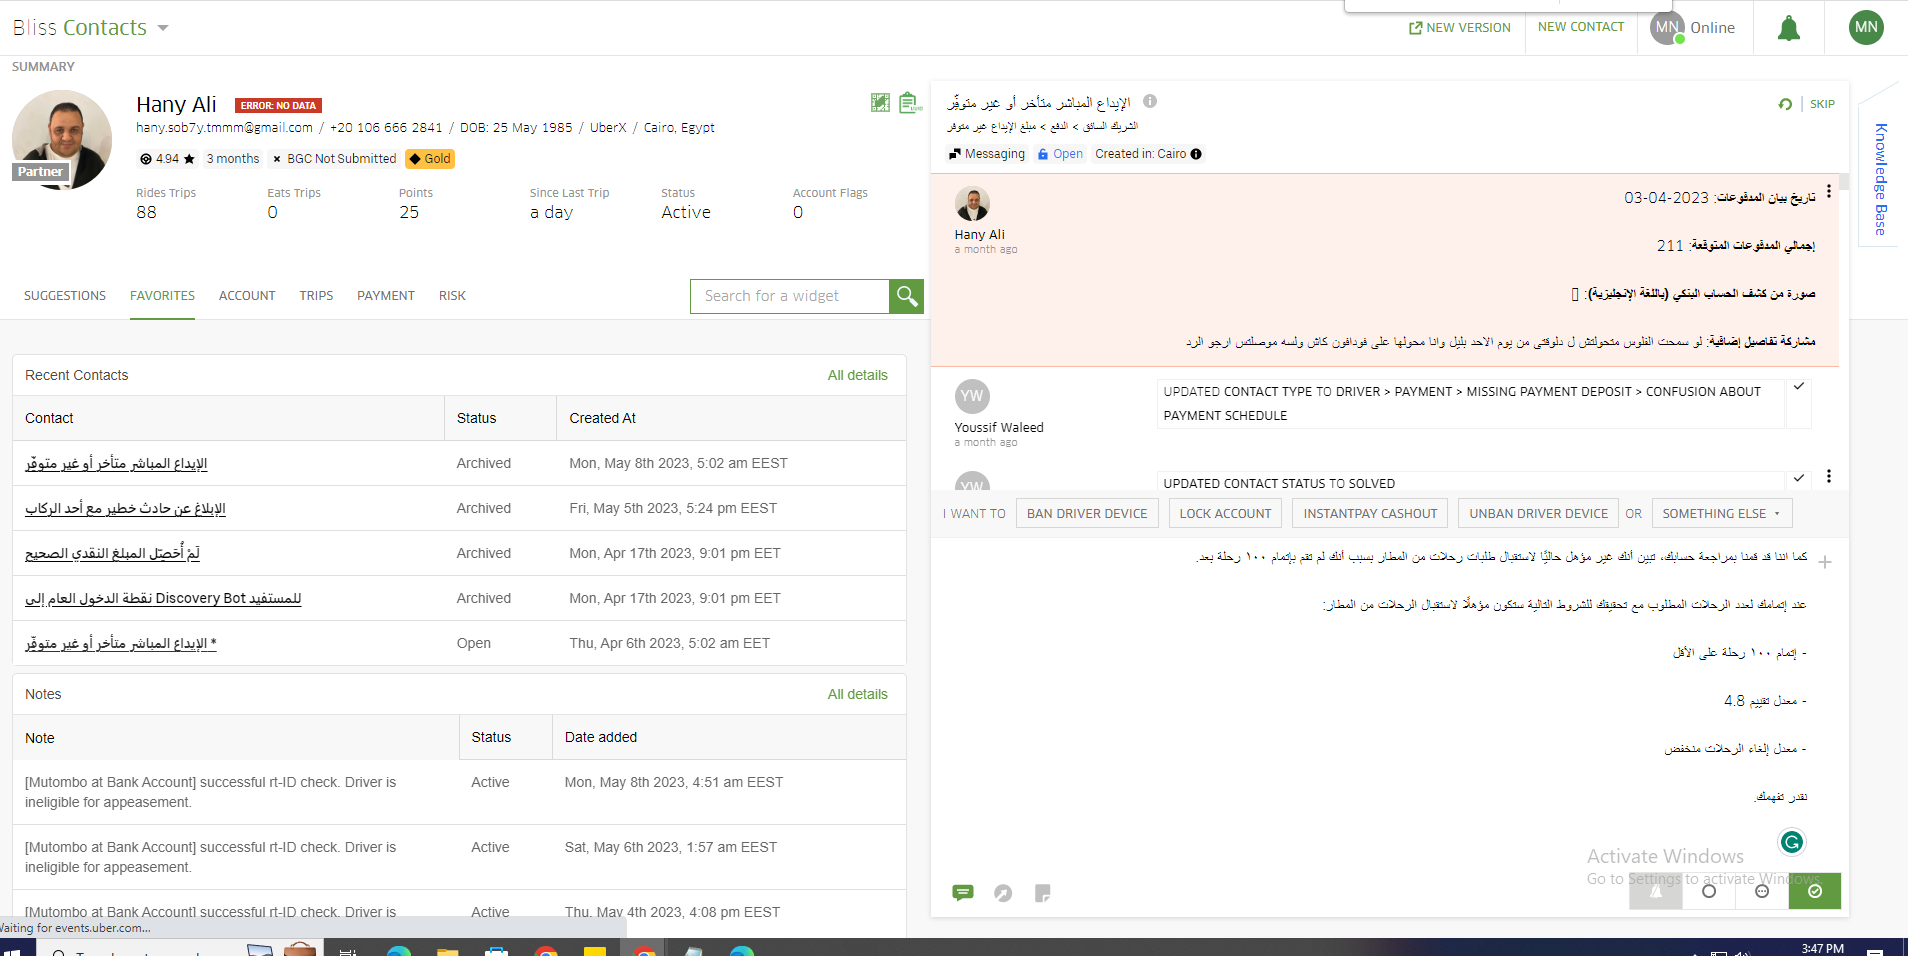 Bliss Contacts
NEW VERSION
NEW CONTACT
MN Online
MN
SUMMARY
Hany Ali ERROR: NO DATA
hany.sob7y.tmmm@gmail.com / +20 106 666 2841 / DOB: 25 May 1985 / UberX / Cairo, Egypt
4.94 ★ 3 months × BGC Not Submitted Gold
Partner
Rides Trips Eats Trips Points Since Last Trip Status Account Flags
88 0 25 a day Active 0
SUGGESTIONS FAVORITES ACCOUNT TRIPS PAYMENT RISK
Search for a widget
Recent Contacts All details
Contact Status Created At
الإيداع المباشر متأخر أو غير متوفّر Archived Mon, May 8th 2023, 5:02 am EEST
الإبلاغ عن حادث خطير مع أحد الركاب Archived Fri, May 5th 2023, 5:24 pm EEST
لَمْ أُحَصِّل المبلغ النقدي الصحيح Archived Mon, Apr 17th 2023, 9:01 pm EET
للمستفيد Discovery Bot نقطة الدخول العام إلى Archived Mon, Apr 17th 2023, 9:01 pm EET
* الإيداع المباشر متأخر أو غير متوفّر Open Thu, Apr 6th 2023, 5:02 am EET
Notes All details
Note Status Date added
[Mutombo at Bank Account] successful rt-ID check. Driver is Active Mon, May 8th 2023, 4:51 am EEST
ineligible for appeasement.
[Mutombo at Bank Account] successful rt-ID check. Driver is Active Sat, May 6th 2023, 1:57 am EEST
ineligible for appeasement.
[Mutombo at Bank Account] successful rt-ID check. Driver is Active Thu, May 4th 2023, 4:08 pm EEST
الإيداع المباشر متأخر أو غير متوفّر
SKIP
الشريك السائق > الدفع > مبلغ الإيداع غير متوفر
Messaging Open Created in: Cairo
Knowledge Base
تاريخ بيان المدفوعات: 03-04-2023
Hany Ali
a month ago
إجمالي المدفوعات المتوقعة: 211
صورة من كشف الحساب البنكي (باللغة الإنجليزية):
مشاركة تفاصيل إضافية: لو سمحت الفلوس متحولتش ل دلوقتى من يوم الاحد بليل وانا محولها على فودافون كاش ولسه موصلتس ارجو الرد
YW
Youssif Waleed
a month ago
UPDATED CONTACT TYPE TO DRIVER > PAYMENT > MISSING PAYMENT DEPOSIT > CONFUSION ABOUT
PAYMENT SCHEDULE
YW
UPDATED CONTACT STATUS TO SOLVED
I WANT TO BAN DRIVER DEVICE LOCK ACCOUNT INSTANTPAY CASHOUT UNBAN DRIVER DEVICE OR SOMETHING ELSE
كما اننا قد قمنا بمراجعة حسابك، تبين أنك غير مؤهل حاليًّا لاستقبال طلبات رحلات من المطار بسبب أنك لم تقم بإتمام ١٠٠ رحلة بعد.
عند إتمامك لعدد الرحلات المطلوب مع تحقيقك للشروط التالية ستكون مؤهلًا لاستقبال الرحلات من المطار:
- إتمام ١٠٠ رحلة على الأقل
- معدل تقييم 4.8
- معدل إلغاء الرحلات منخفض
نقدر تفهمك.
Activate Windows
Go to Settings to activate Windows.
Waiting for events.uber.com...
3:47 PM